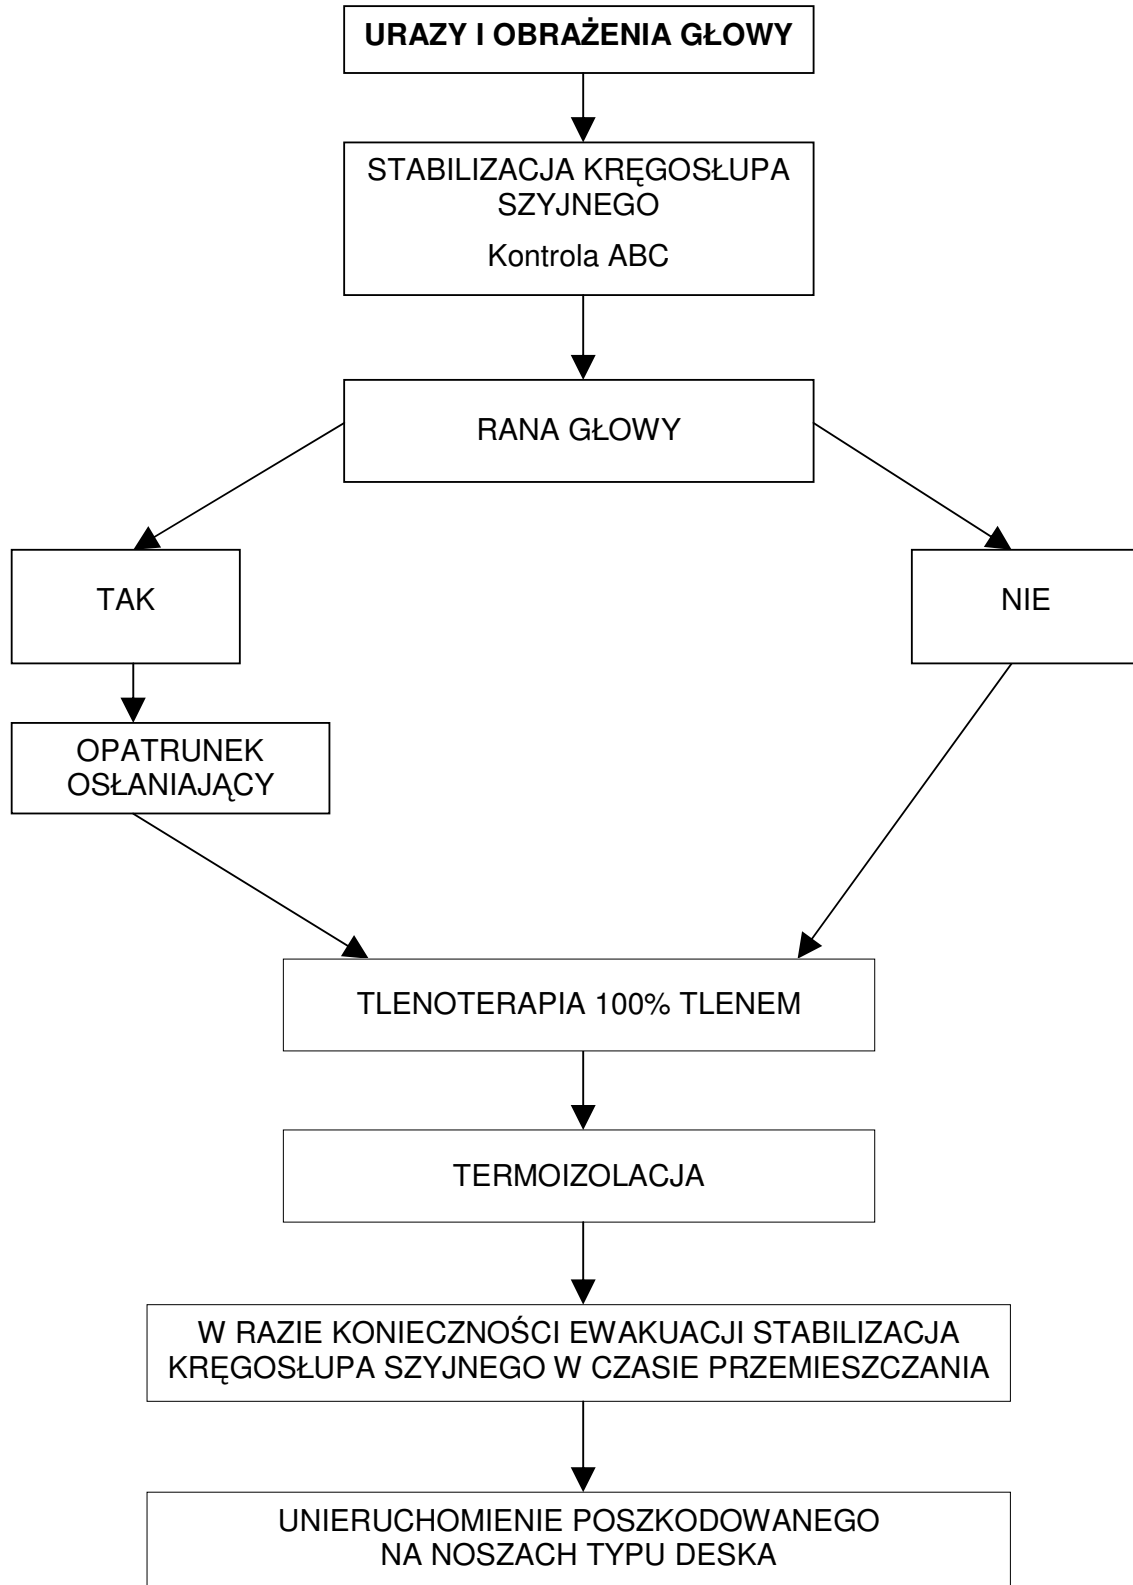 URAZY I OBRAŻENIA GŁOWY
STABILIZACJA KRĘGOSŁUPA
SZYJNEGO
Kontrola ABC
RANA GŁOWY
TAK
NIE
OPATRUNEK
OSŁANIAJĄCY
TLENOTERAPIA 100% TLENEM
TERMOIZOLACJA
W RAZIE KONIECZNOŚCI EWAKUACJI STABILIZACJA
KRĘGOSŁUPA SZYJNEGO W CZASIE PRZEMIESZCZANIA
UNIERUCHOMIENIE POSZKODOWANEGO
NA NOSZACH TYPU DESKA